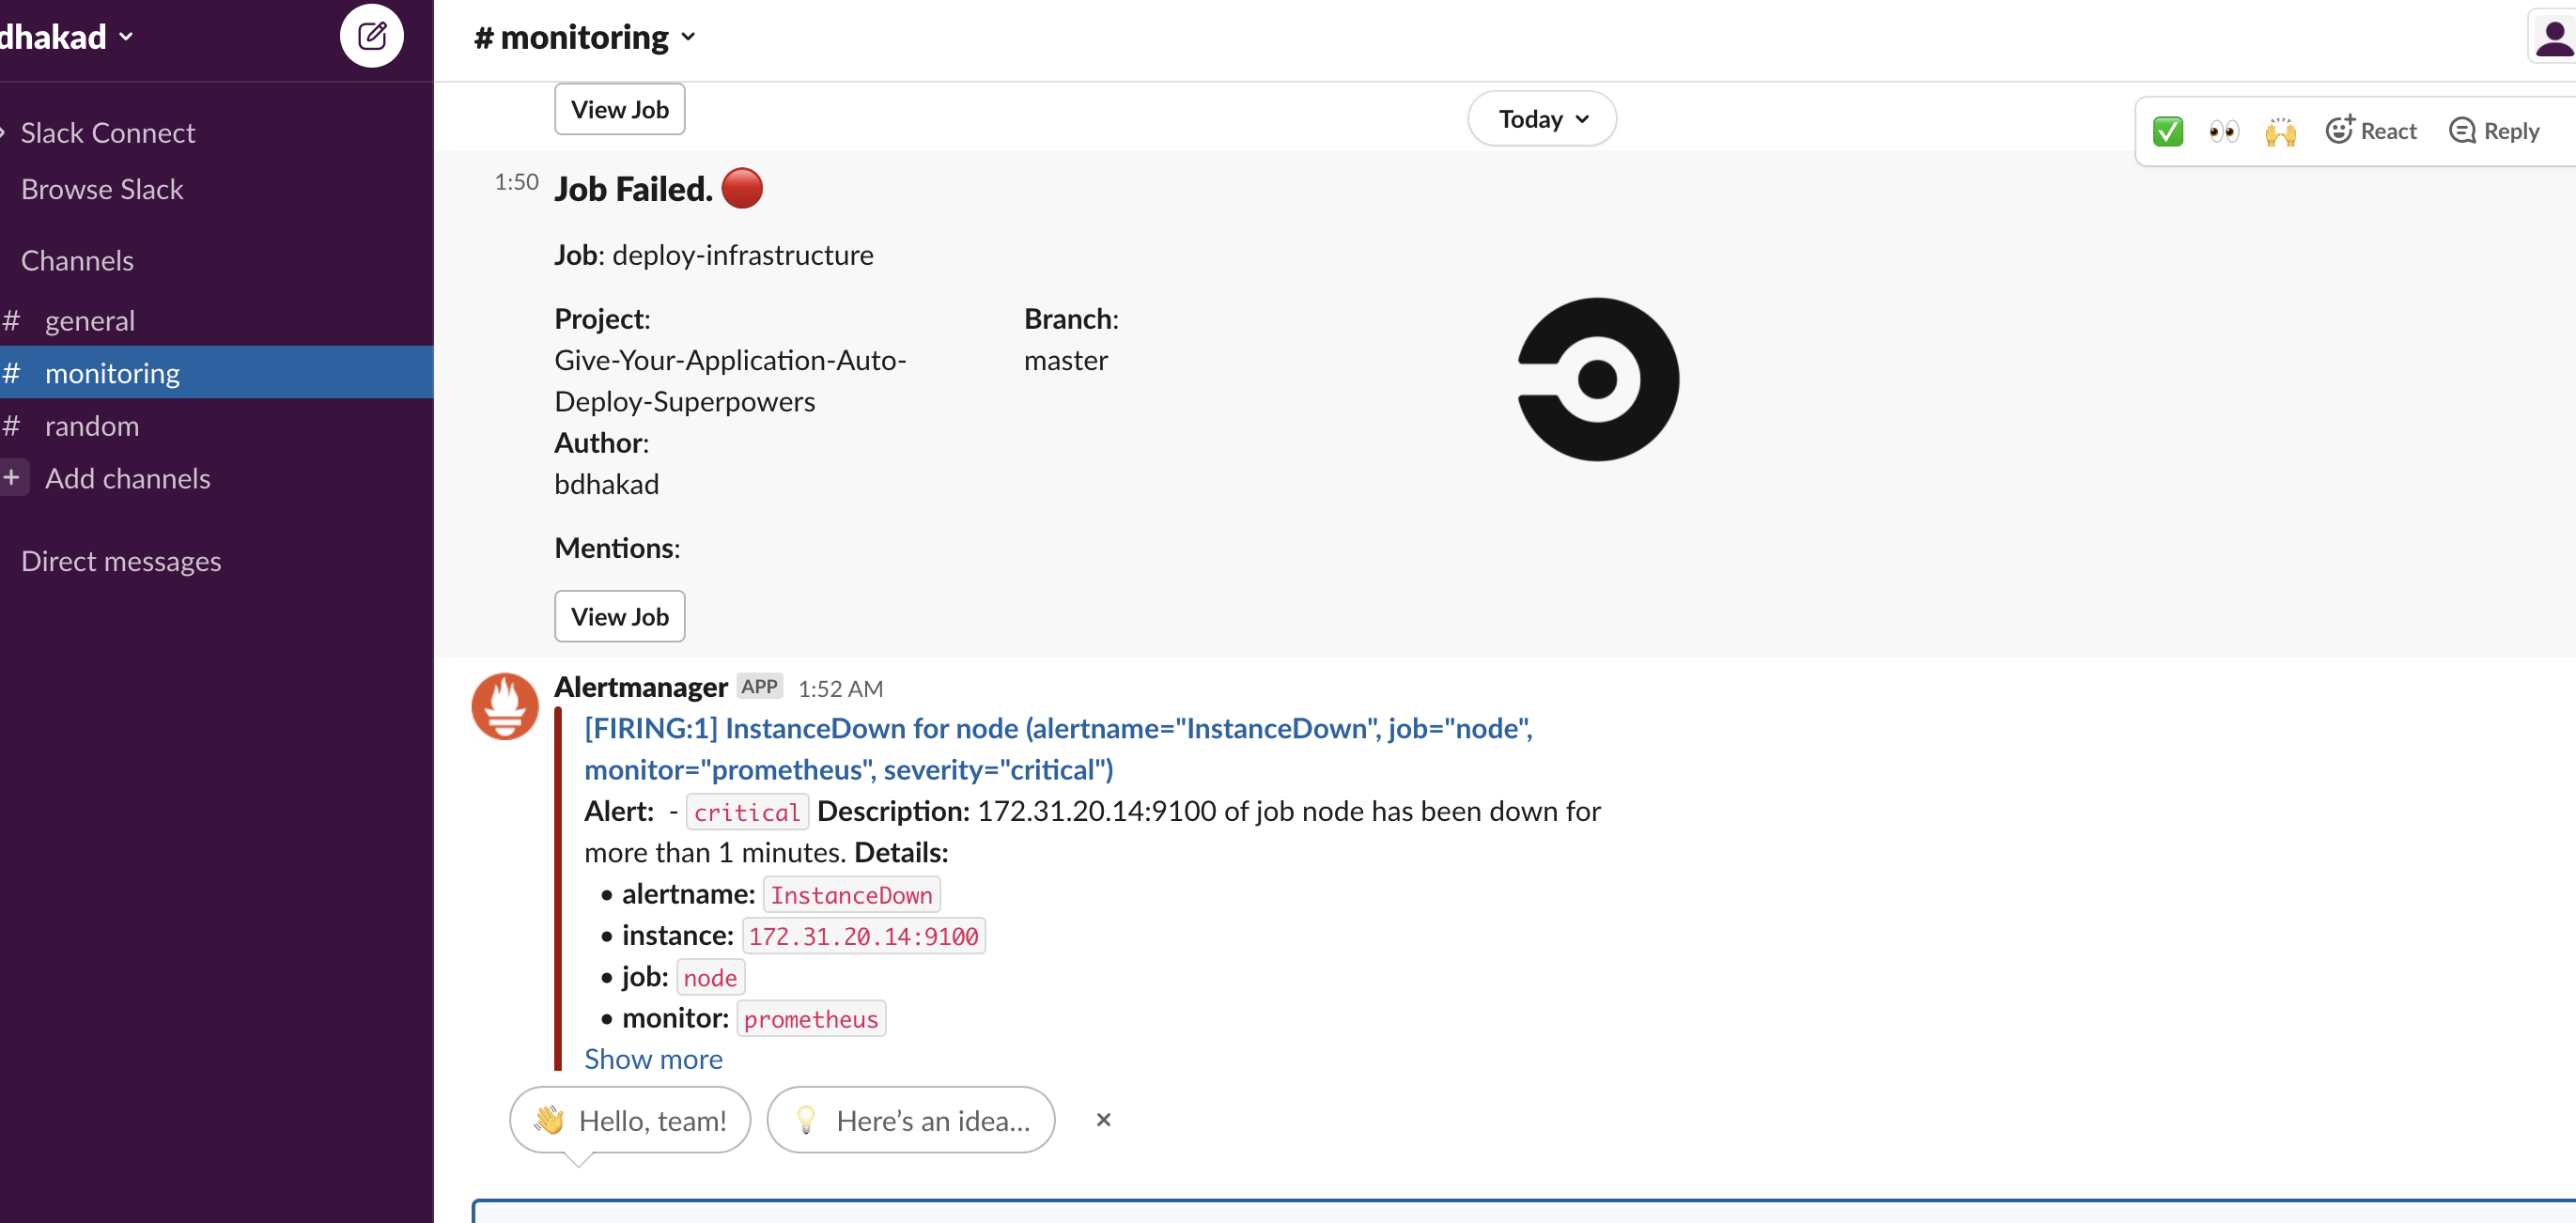 dhakad
Slack Connect
Browse Slack
Channels
# general
# monitoring
# random
+ Add channels
Direct messages
# monitoring
View Job
Today
React
Reply
1:50 Job Failed.
Job: deploy-infrastructure
Project:
Give-Your-Application-Auto-
Deploy-Superpowers
Branch:
master
Author:
bdhakad
Mentions:
View Job
Alertmanager APP 1:52 AM
[FIRING:1] InstanceDown for node (alertname="InstanceDown", job="node",
monitor="prometheus", severity="critical")
Alert: - critical Description: 172.31.20.14:9100 of job node has been down for
more than 1 minutes. Details:
• alertname: InstanceDown
• instance: 172.31.20.14:9100
• job: node
• monitor: prometheus
Show more
Hello, team!
Here’s an idea...